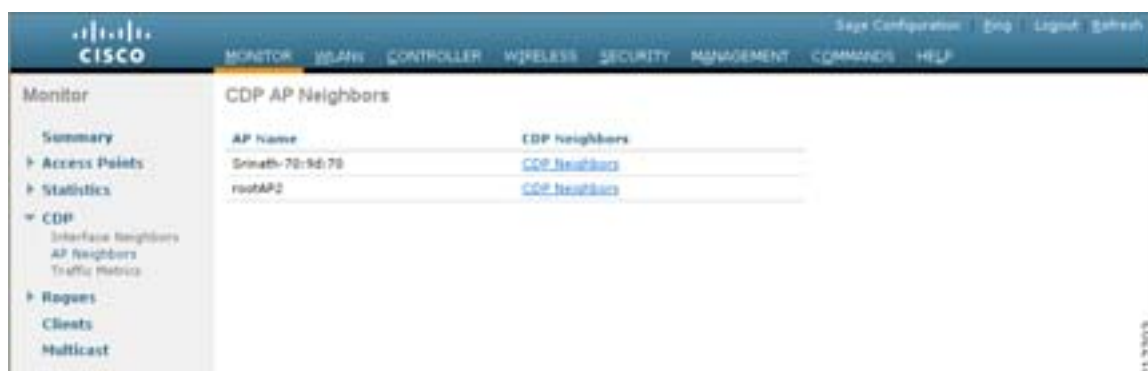 Save Configuration Ping Logout Refresh
CISCO
MONITOR WLANs CONTROLLER WIRELESS SECURITY MANAGEMENT COMMANDS HELP
Monitor
Summary
Access Points
Statistics
CDP
Interface Neighbors
AP Neighbors
Traffic Metrics
Rogues
Clients
Multicast
CDP AP Neighbors
AP Name CDP Neighbors
Srinath-70:9d:70 CDP Neighbors
rootAP2 CDP Neighbors